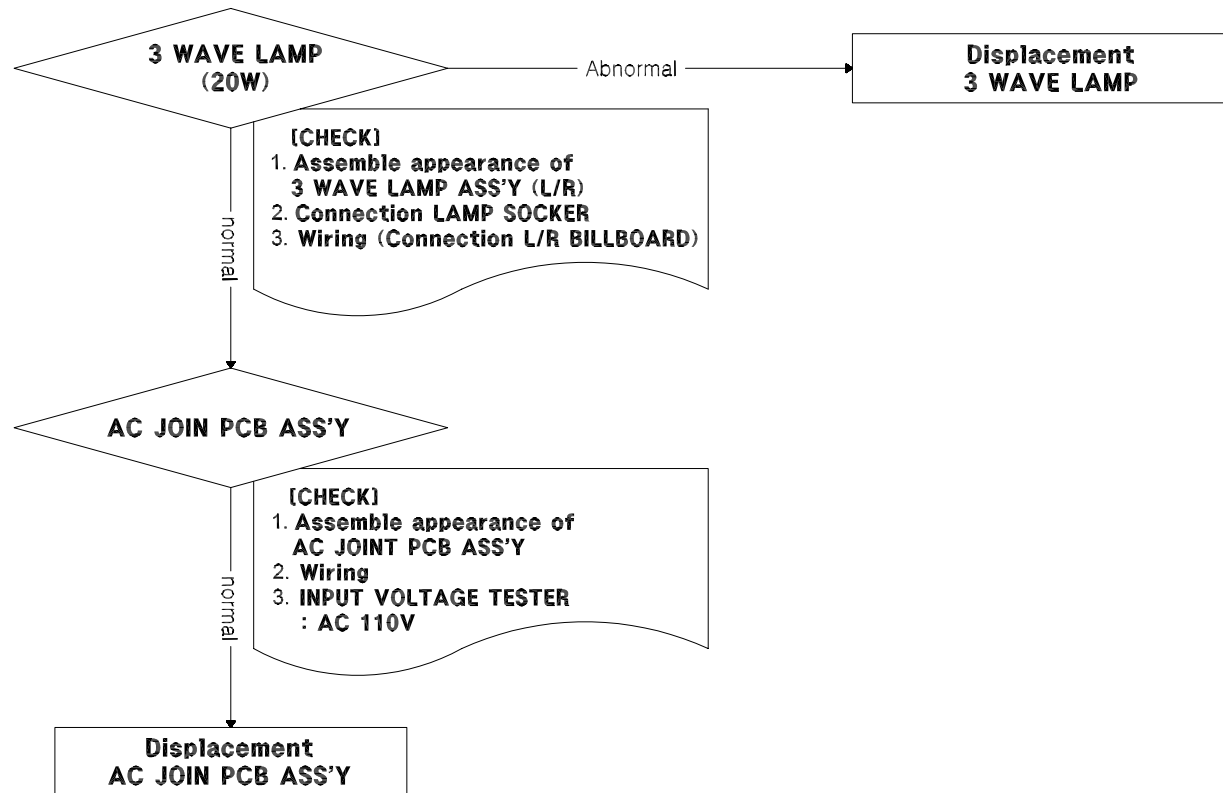 3 WAVE LAMP
(20W)
Abnormal
Displacement
3 WAVE LAMP
[CHECK]
1. Assemble appearance of
3 WAVE LAMP ASS'Y (L/R)
2. Connection LAMP SOCKER
3. Wiring (Connection L/R BILLBOARD)
normal
AC JOIN PCB ASS'Y
[CHECK]
1. Assemble appearance of
AC JOINT PCB ASS'Y
2. Wiring
3. INPUT VOLTAGE TESTER
: AC 110V
normal
Displacement
AC JOIN PCB ASS'Y